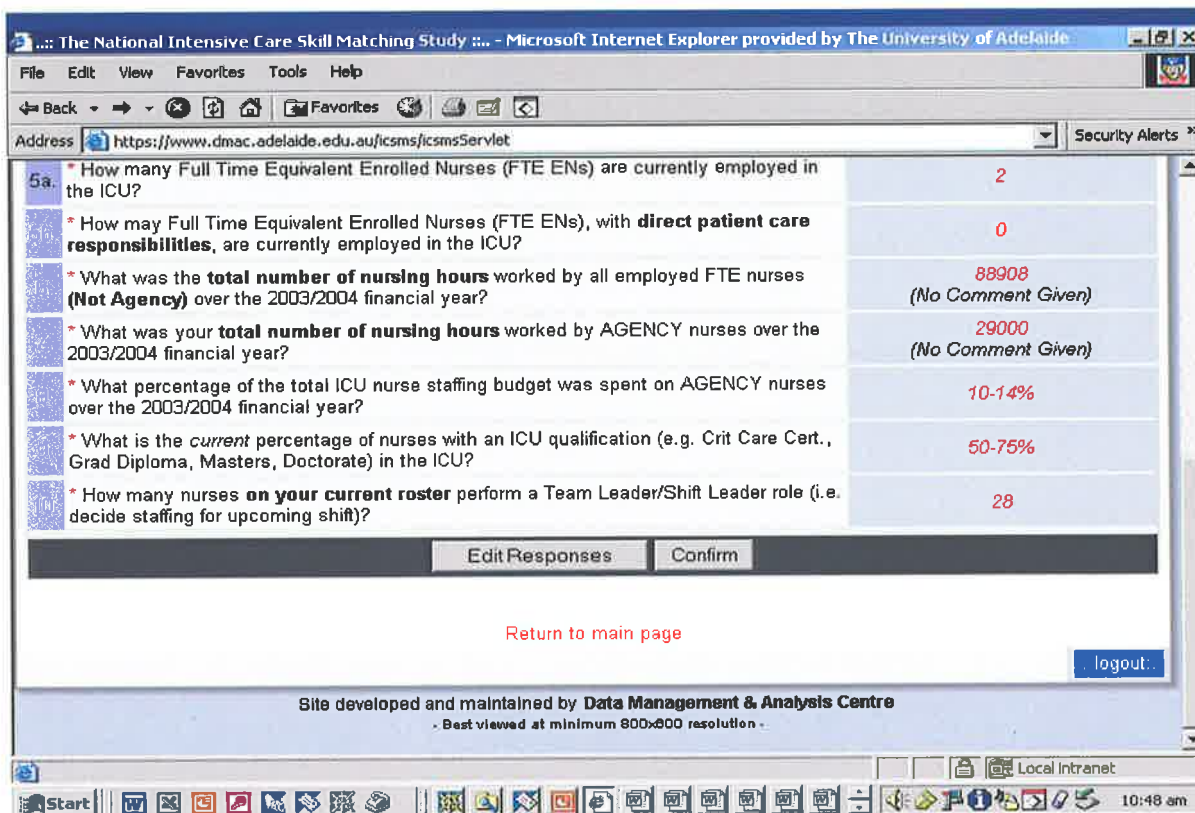 ..:: The National Intensive Care Skill Matching Study ::.. - Microsoft Internet Explorer provided by The University of Adelaide
File Edit View Favorites Tools Help
Back Favorites
Address https://www.dmac.adelaide.edu.au/icsms/icsmsServlet Security Alerts »
5a. * How many Full Time Equivalent Enrolled Nurses (FTE ENs) are currently employed in 2
the ICU?
* How may Full Time Equivalent Enrolled Nurses (FTE ENs), with direct patient care 0
responsibilities, are currently employed in the ICU?
* What was the total number of nursing hours worked by all employed FTE nurses 88908
(Not Agency) over the 2003/2004 financial year? (No Comment Given)
* What was your total number of nursing hours worked by AGENCY nurses over the 29000
2003/2004 financial year? (No Comment Given)
* What percentage of the total ICU nurse staffing budget was spent on AGENCY nurses 10-14%
over the 2003/2004 financial year?
* What is the current percentage of nurses with an ICU qualification (e.g. Crit Care Cert., 50-75%
Grad Diploma, Masters, Doctorate) in the ICU?
* How many nurses on your current roster perform a Team Leader/Shift Leader role (i.e. 28
decide staffing for upcoming shift)?
Edit Responses Confirm
Return to main page
.:logout:.
Site developed and maintained by Data Management & Analysis Centre
- Best viewed at minimum 800x600 resolution -
Local intranet
Start 10:48 am